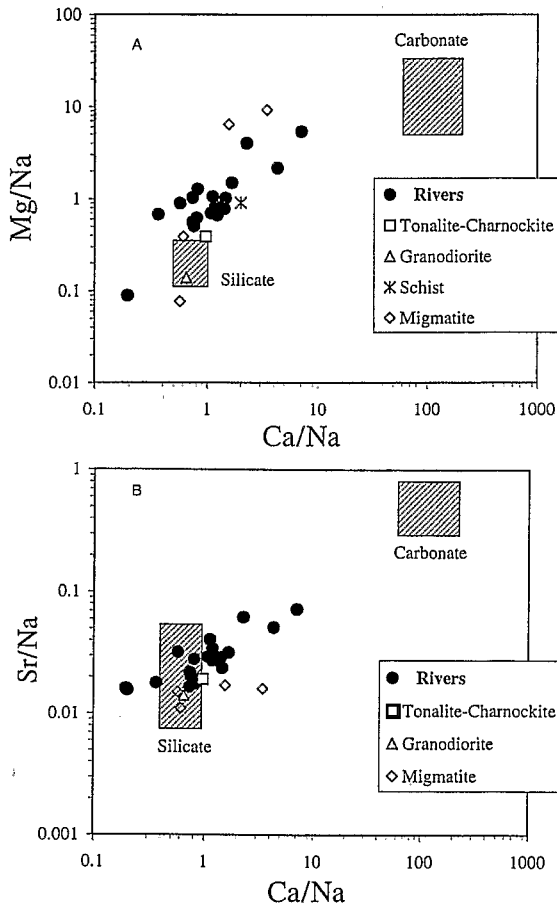 100
A
Carbonate
10
Mg/Na
1
Rivers
Tonalite-Charnockite
Granodiorite
Silicate
Schist
0.1
Migmatite
0.01
0.1 1 10 100 1000
Ca/Na
1
B
Carbonate
0.1
Sr/Na
Rivers
Tonalite-Charnockite
0.01
Granodiorite
Silicate
Migmatite
0.001
0.1 1 10 100 1000
Ca/Na